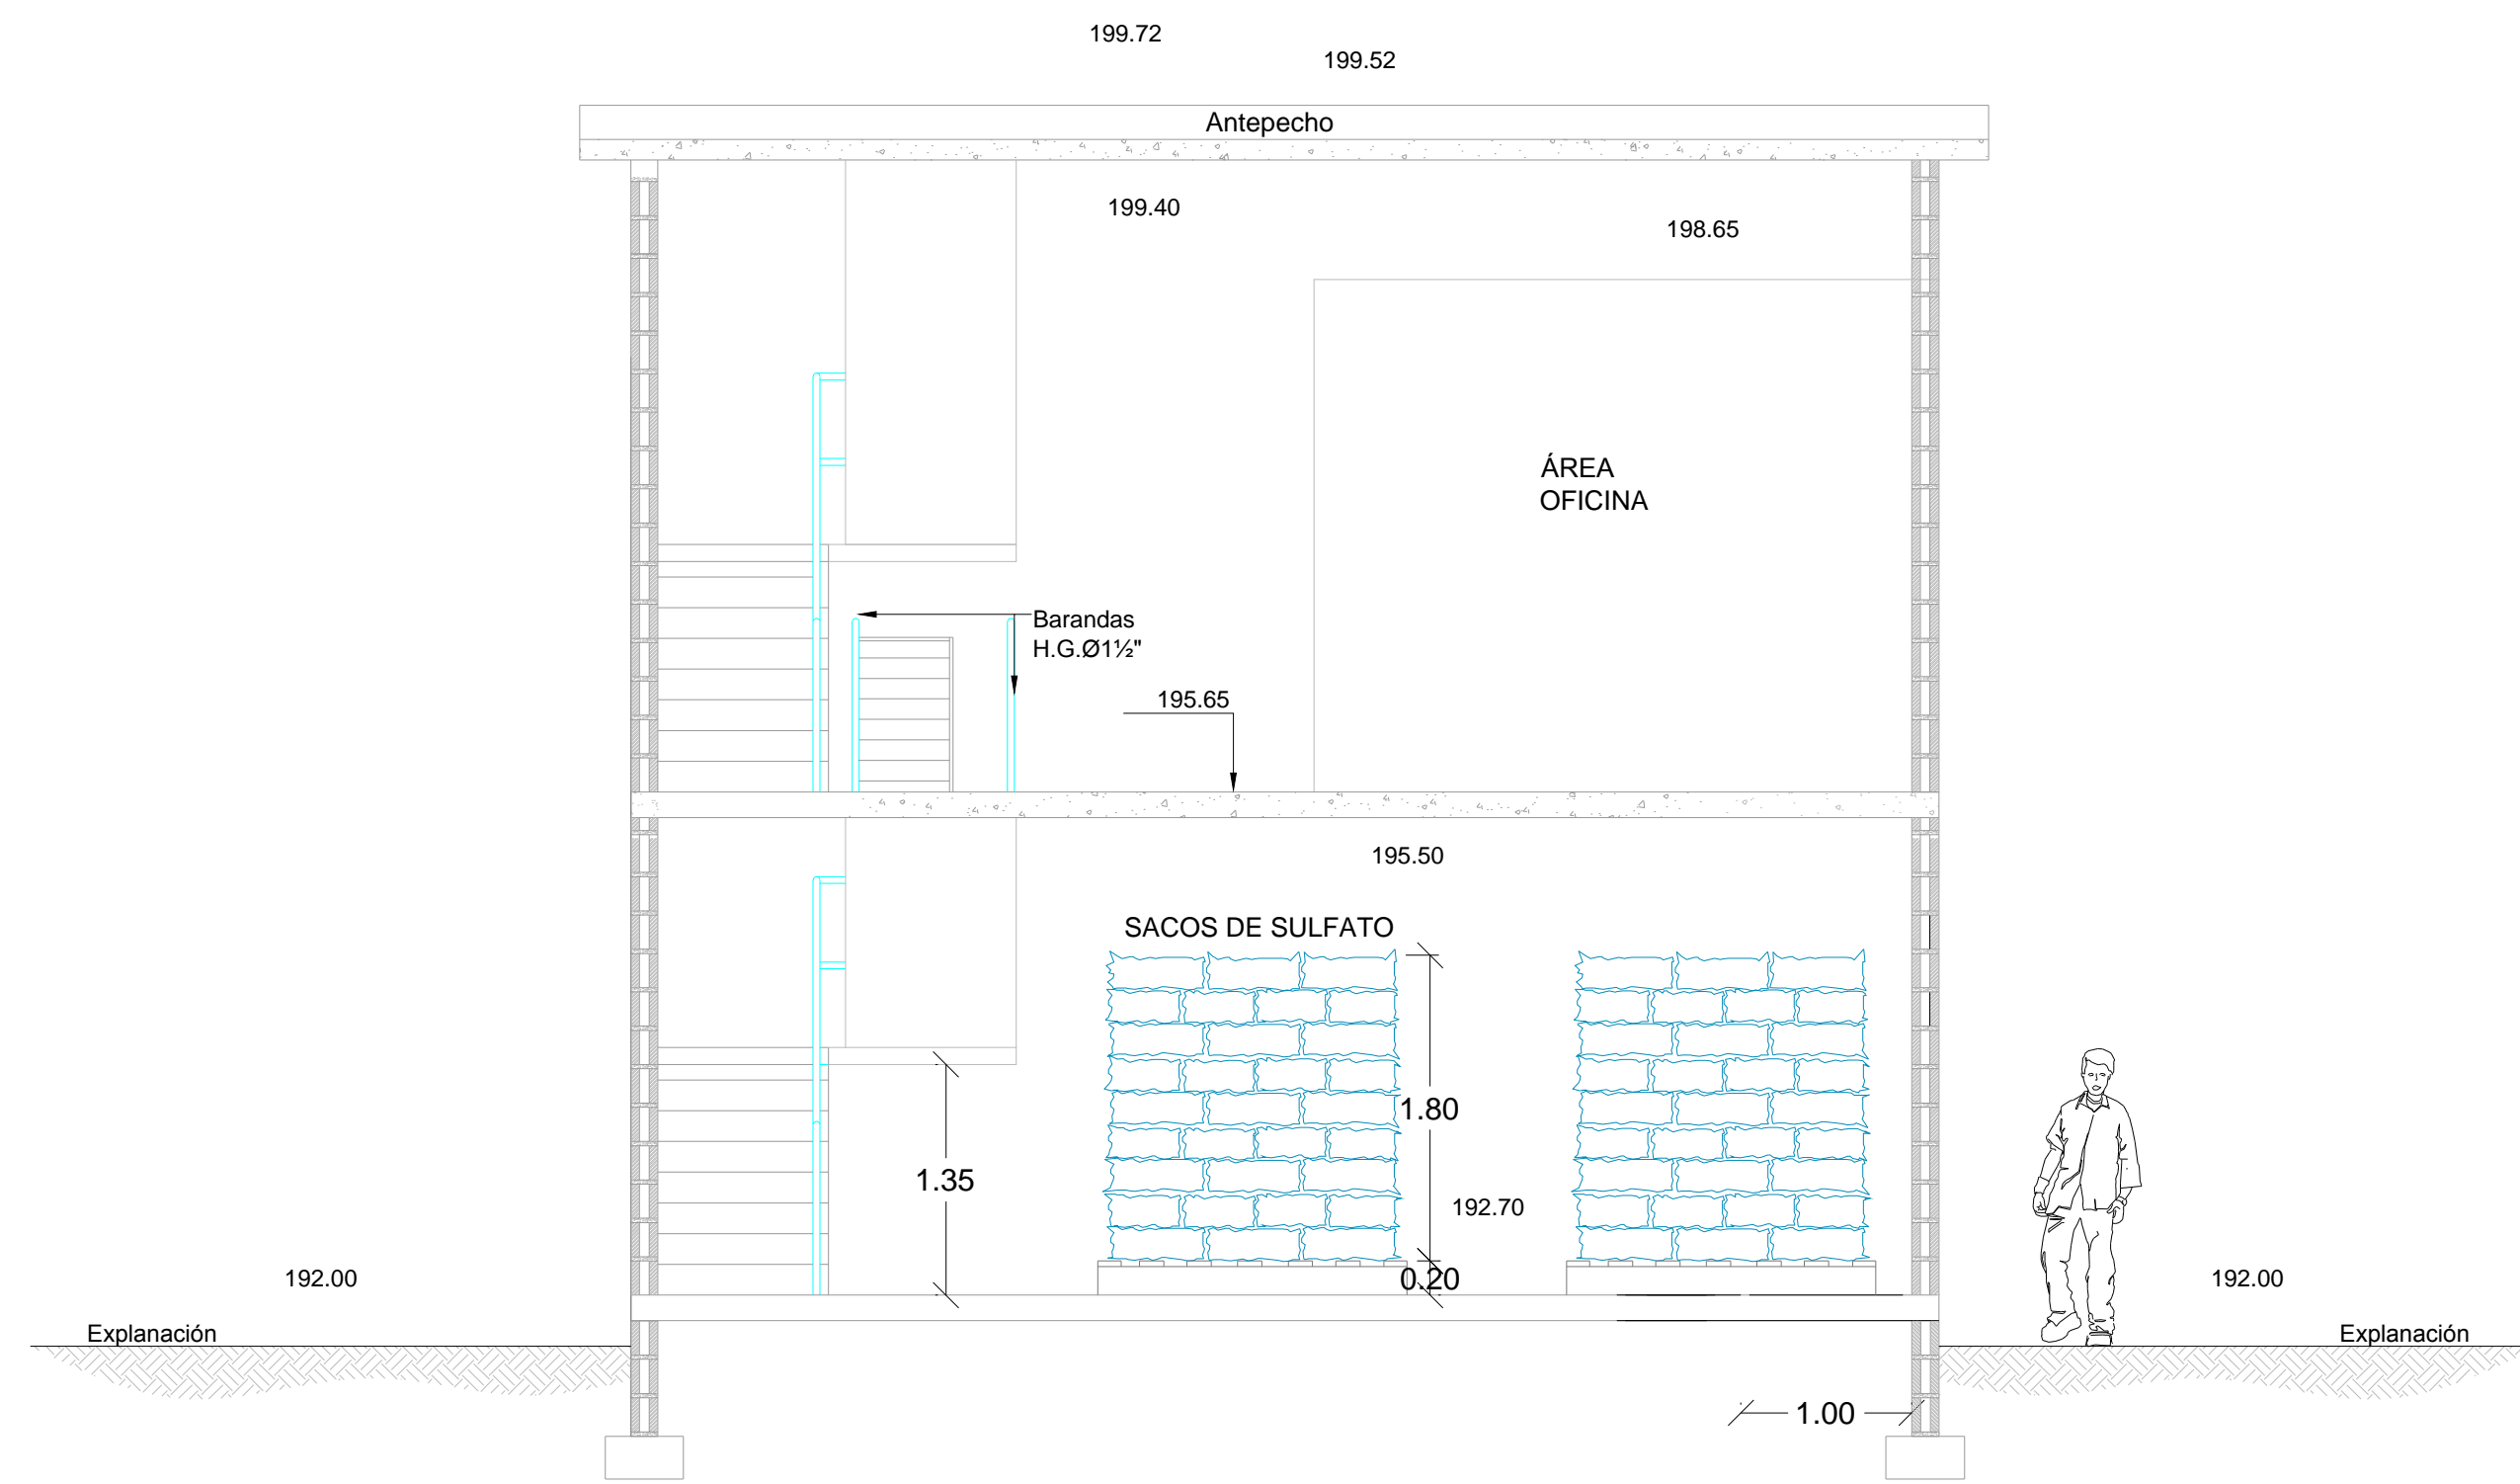 199.72
199.52
Antepecho
199.40
198.65
ÁREA
OFICINA
Barandas
H.G.Ø1½"
195.65
195.50
SACOS DE SULFATO
1.80
1.35
192.70
0.20
192.00
192.00
Explanación
Explanación
1.00